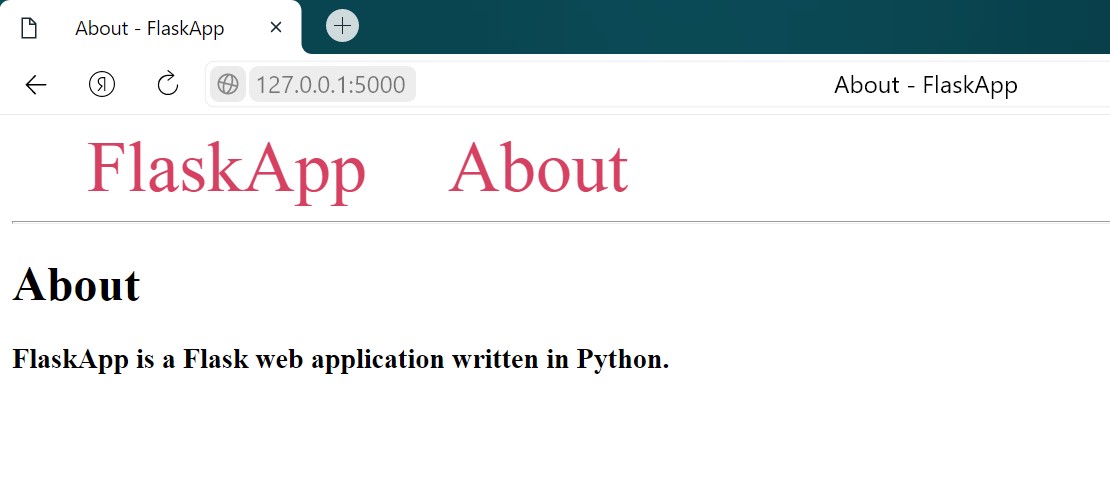 About - FlaskApp
Я
127.0.0.1:5000 About - FlaskApp
FlaskApp About
About
FlaskApp is a Flask web application written in Python.